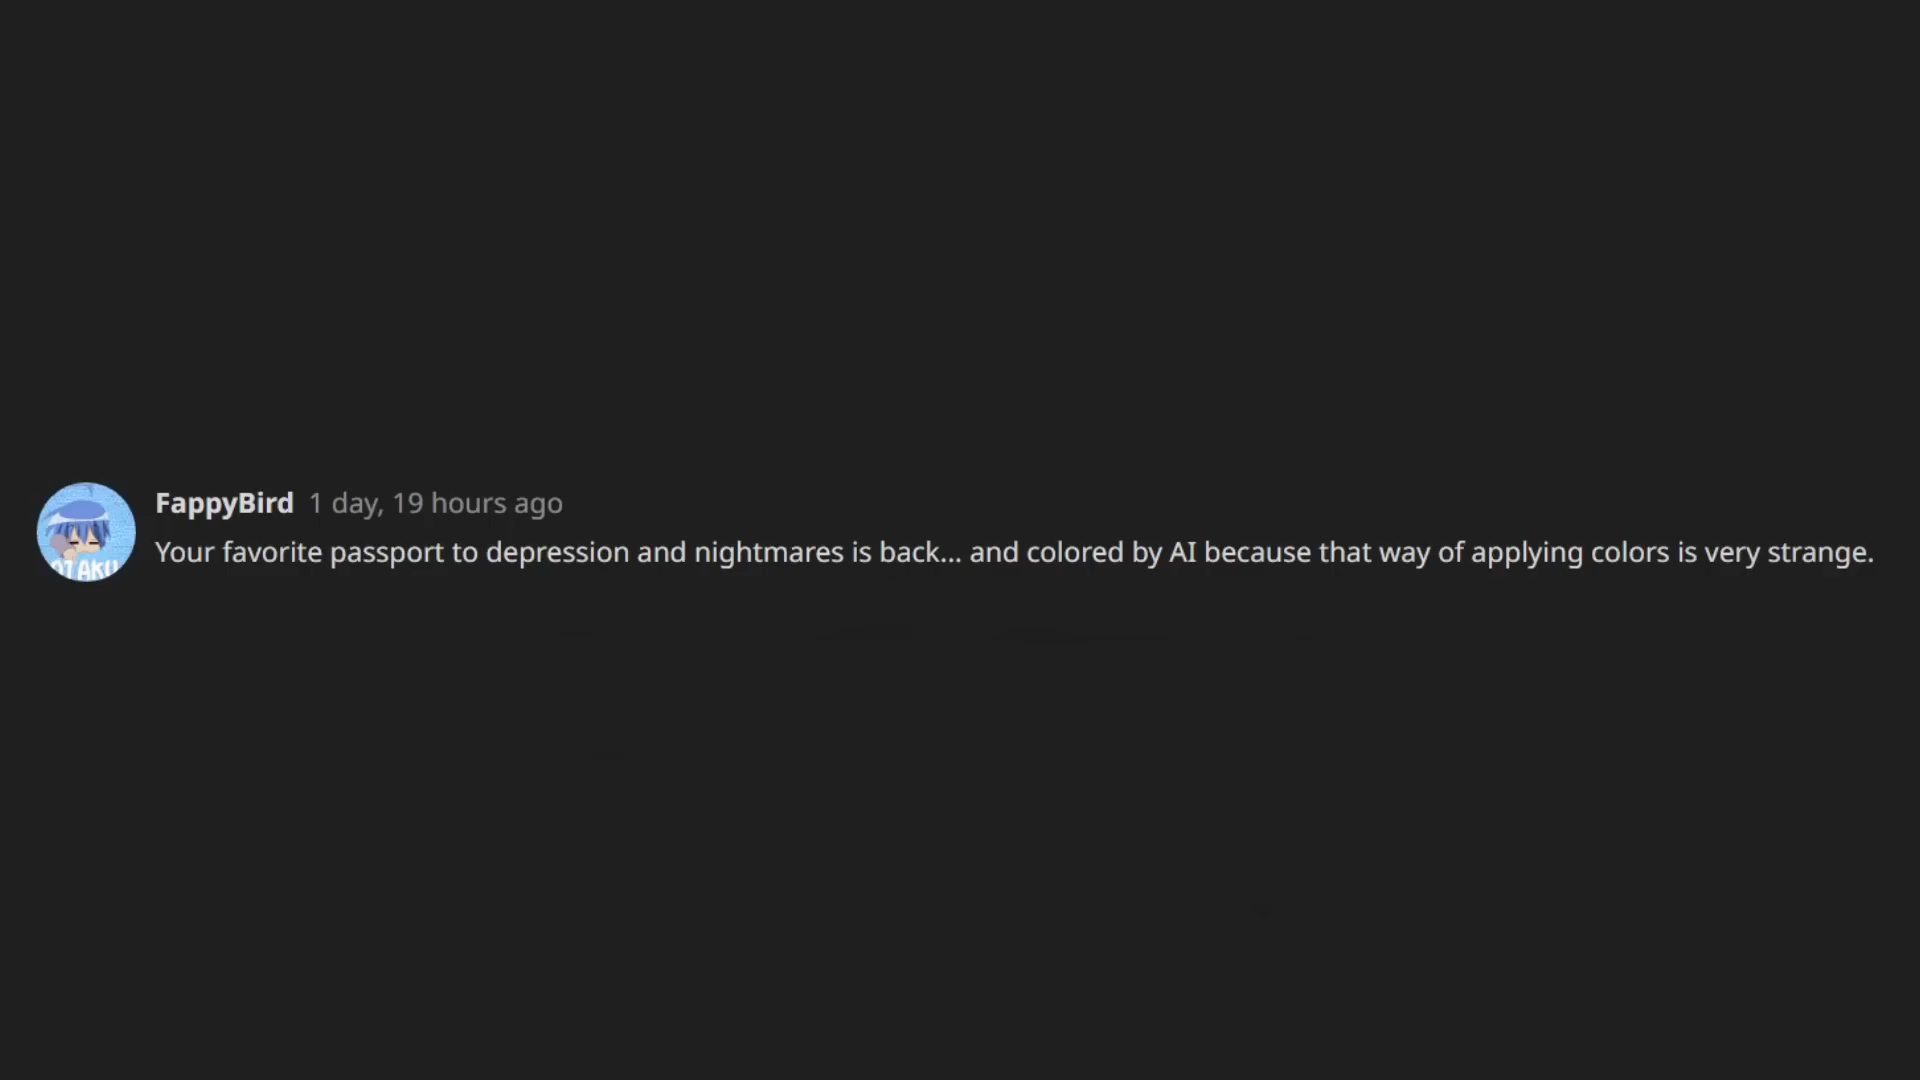 FappyBird 1 day, 19 hours ago
Your favorite passport to depression and nightmares is back... and colored by AI because that way of applying colors is very strange.
OTAKU